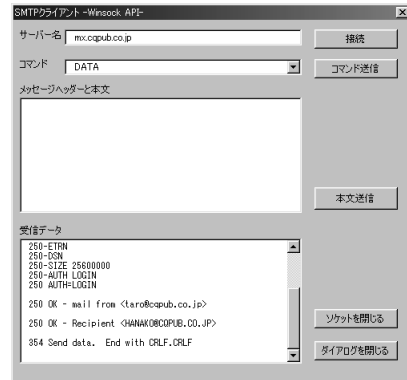 SMTPクライアント -Winsock API-
サーバー名 mx.cqpub.co.jp 接続
コマンド DATA コマンド送信
メッセージヘッダーと本文
本文送信
受信データ
250-ETRN
250-DSN
250-SIZE 25600000
250-AUTH LOGIN
250 AUTH=LOGIN
250 OK - mail from <taro@cqpub.co.jp>
250 OK - Recipient <HANAKO@CQPUB.CO.JP>
354 Send data.  End with CRLF.CRLF
ソケットを閉じる
ダイアログを閉じる